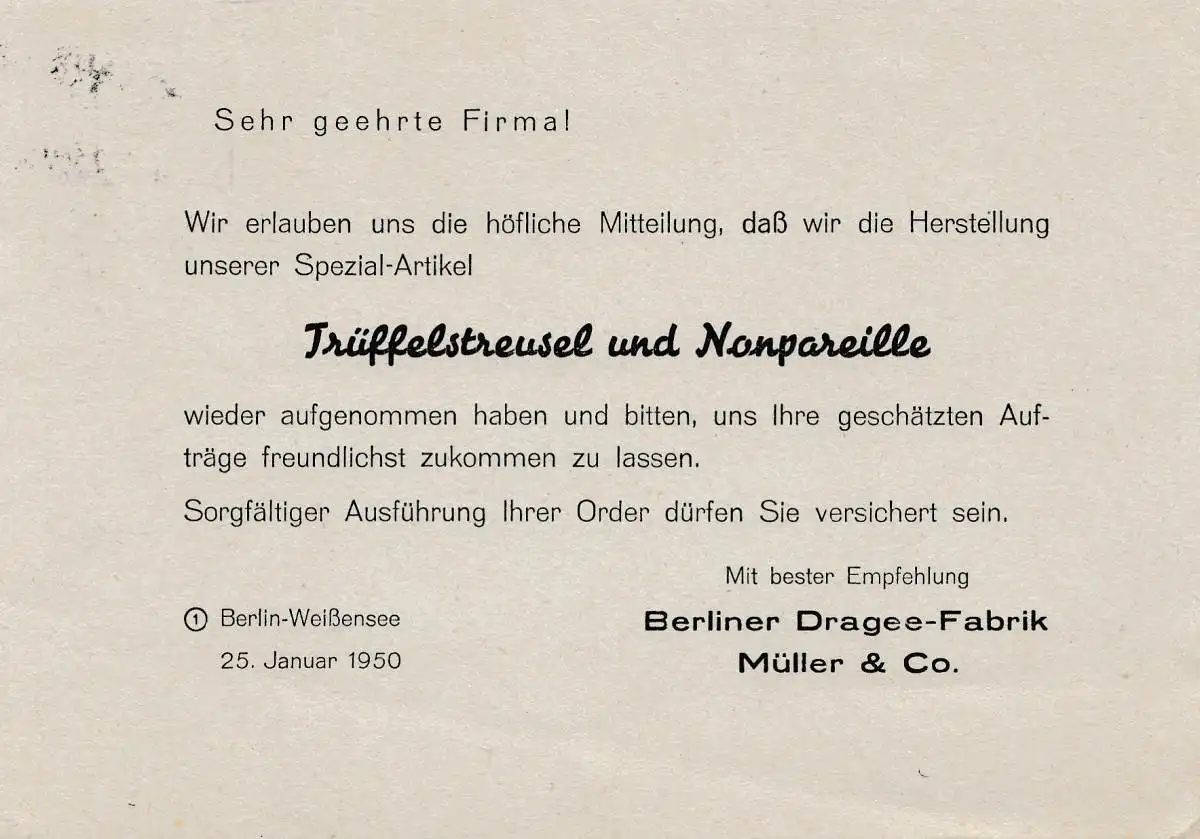 Sehr geehrte Firma!
Wir erlauben uns die höfliche Mitteilung, daß wir die Herstellung
unserer Spezial-Artikel
Trüffelstreusel und Nonpareille
wieder aufgenommen haben und bitten, uns Ihre geschätzten Auf-
träge freundlichst zukommen zu lassen.
Sorgfältiger Ausführung Ihrer Order dürfen Sie versichert sein.
Mit bester Empfehlung
① Berlin-Weißensee
Berliner Dragee-Fabrik
25. Januar 1950
Müller & Co.